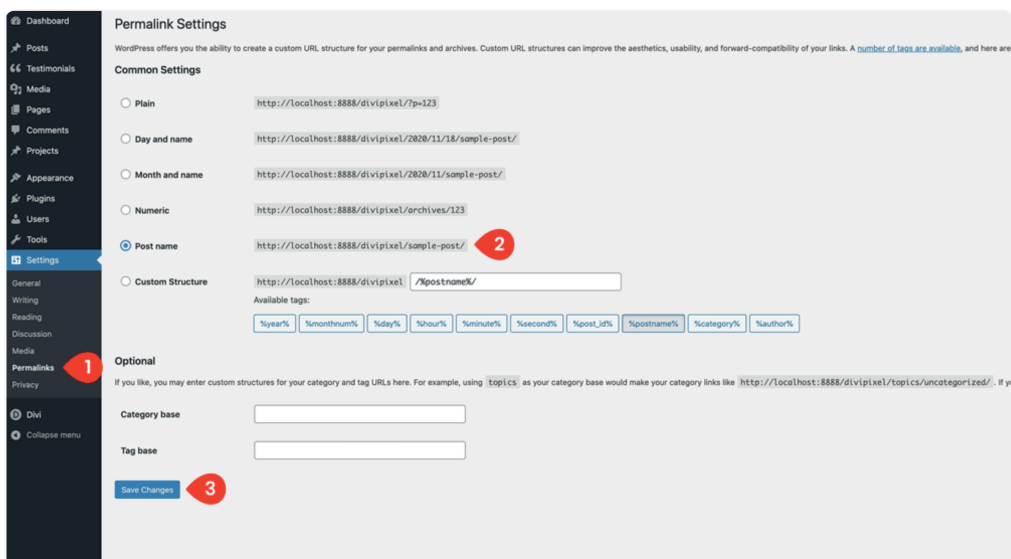 Dashboard
Posts
Testimonials
Media
Pages
Comments
Projects
Appearance
Plugins
Users
Tools
Settings
General
Writing
Reading
Discussion
Media
Permalinks
1
Privacy
Divi
Collapse menu
Permalink Settings
WordPress offers you the ability to create a custom URL structure for your permalinks and archives. Custom URL structures can improve the aesthetics, usability, and forward-compatibility of your links. A number of tags are available, and here are
Common Settings
Plain http://localhost:8888/divipixel/?p=123
Day and name http://localhost:8888/divipixel/2020/11/18/sample-post/
Month and name http://localhost:8888/divipixel/2020/11/sample-post/
Numeric http://localhost:8888/divipixel/archives/123
Post name http://localhost:8888/divipixel/sample-post/ 2
Custom Structure http://localhost:8888/divipixel /%postname%/
Available tags:
%year% %monthnum% %day% %hour% %minute% %second% %post_id% %postname% %category% %author%
Optional
If you like, you may enter custom structures for your category and tag URLs here. For example, using topics as your category base would make your category links like http://localhost:8888/divipixel/topics/uncategorized/ . If y
Category base
Tag base
Save Changes 3